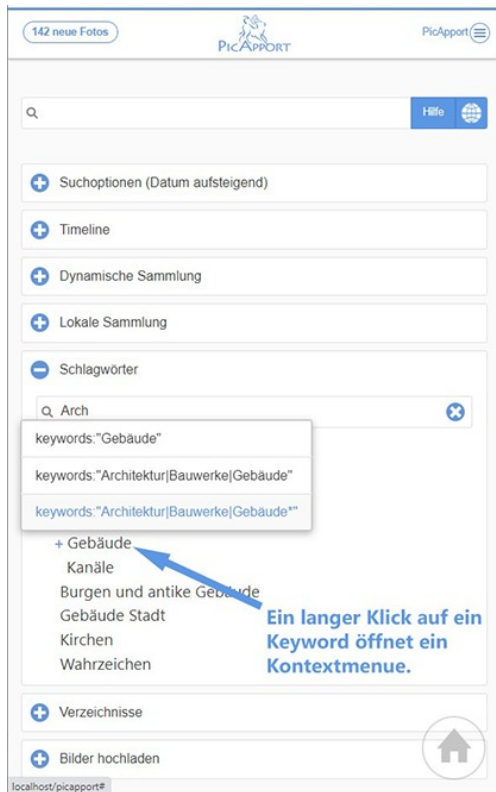 142 neue Fotos
PICAPPORT
PicApport
Hilfe
Suchoptionen (Datum aufsteigend)
Timeline
Dynamische Sammlung
Lokale Sammlung
Schlagwörter
Arch
keywords:"Gebäude"
keywords:"Architektur|Bauwerke|Gebäude"
keywords:"Architektur|Bauwerke|Gebäude*"
+ Gebäude
Kanäle
Burgen und antike Gebäude
Gebäude Stadt
Kirchen
Wahrzeichen
Ein langer Klick auf ein
Keyword öffnet ein
Kontextmenue.
Verzeichnisse
Bilder hochladen
localhost/picapport#